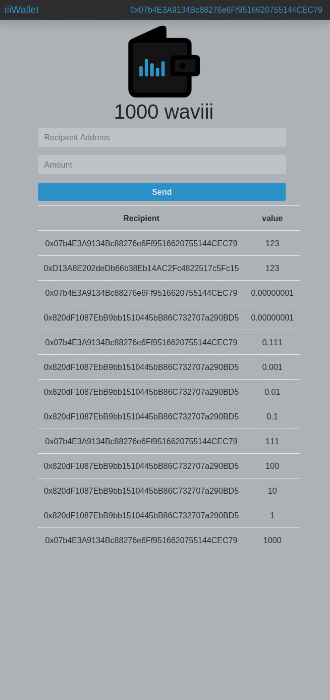 iiiWallet 0x07b4E3A9134Bc88276e6Ff9516620755144CEC79
1000 waviii
Recipient Address
Amount
Send
Recipient value
0x07b4E3A9134Bc88276e6Ff9516620755144CEC79 123
0xD13A8E202deDb66b38Eb14AC2Fc4822517c5Fc15 123
0x07b4E3A9134Bc88276e6Ff9516620755144CEC79 0.00000001
0x820dF1087EbB9bb1510445bB86C732707a290BD5 0.00000001
0x07b4E3A9134Bc88276e6Ff9516620755144CEC79 0.111
0x820dF1087EbB9bb1510445bB86C732707a290BD5 0.001
0x820dF1087EbB9bb1510445bB86C732707a290BD5 0.01
0x820dF1087EbB9bb1510445bB86C732707a290BD5 0.1
0x07b4E3A9134Bc88276e6Ff9516620755144CEC79 111
0x820dF1087EbB9bb1510445bB86C732707a290BD5 100
0x820dF1087EbB9bb1510445bB86C732707a290BD5 10
0x820dF1087EbB9bb1510445bB86C732707a290BD5 1
0x07b4E3A9134Bc88276e6Ff9516620755144CEC79 1000